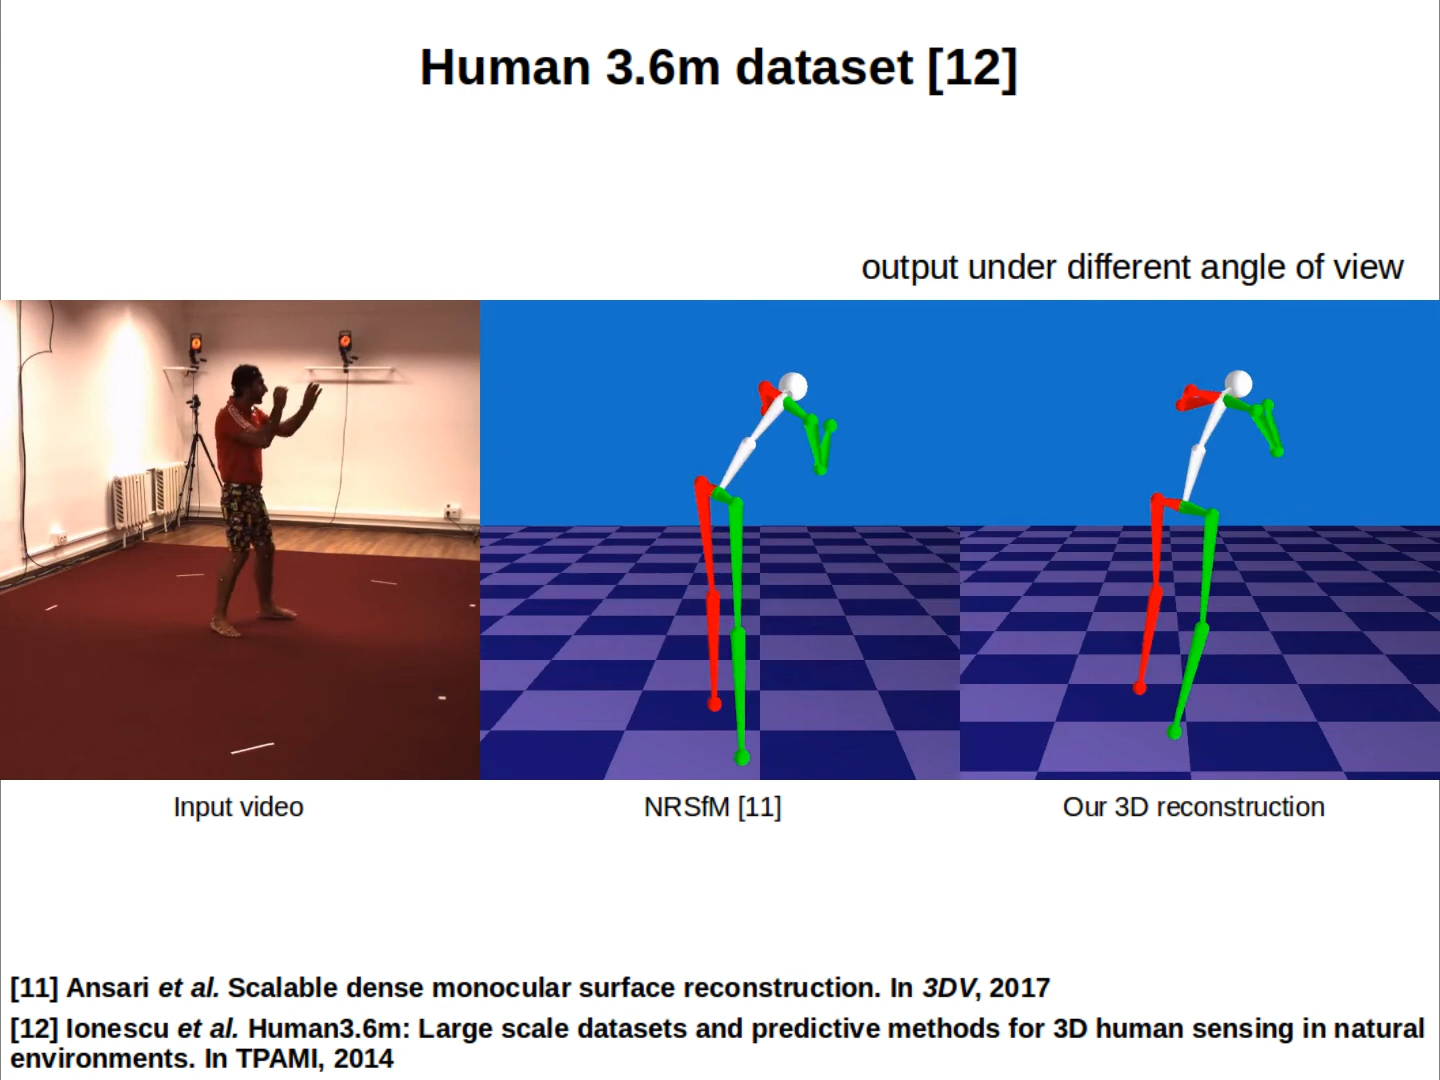 Human 3.6m dataset [12]
output under different angle of view
Input video
NRSfM [11]
Our 3D reconstruction
[11] Ansari et al. Scalable dense monocular surface reconstruction. In 3DV, 2017
[12] Ionescu et al. Human3.6m: Large scale datasets and predictive methods for 3D human sensing in natural
environments. In TPAMI, 2014